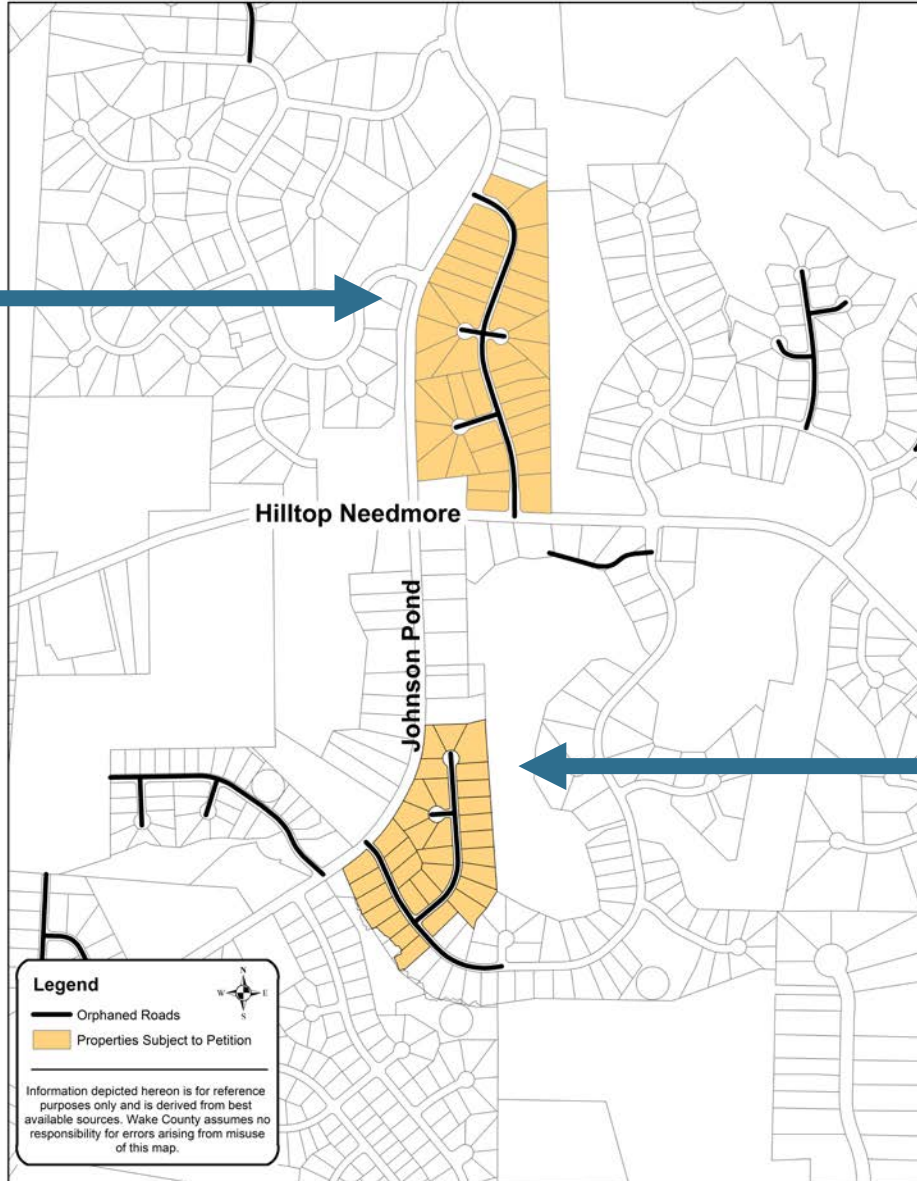 Hilltop Needmore
Johnson Pond
Legend
N
W E
S
Orphaned Roads
Properties Subject to Petition
Information depicted hereon is for reference
purposes only and is derived from best
available sources. Wake County assumes no
responsibility for errors arising from misuse
of this map.